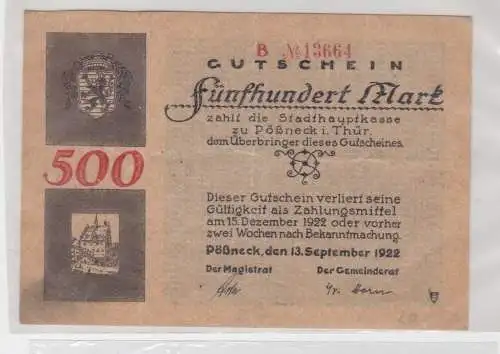 B № 13664
GUTSCHEIN
Fünfhundert Mark
zahlt die Stadthauptkasse
zu Pößneck i. Thür.
dem Überbringer dieses Gutscheines.
500
Dieser Gutschein verliert seine
Gültigkeit als Zahlungsmittel
am 15. Dezember 1922 oder vorher
zwei Wochen nach Bekanntmachung.
Pößneck, den 13. September 1922
Der Magistrat Der Gemeinderat